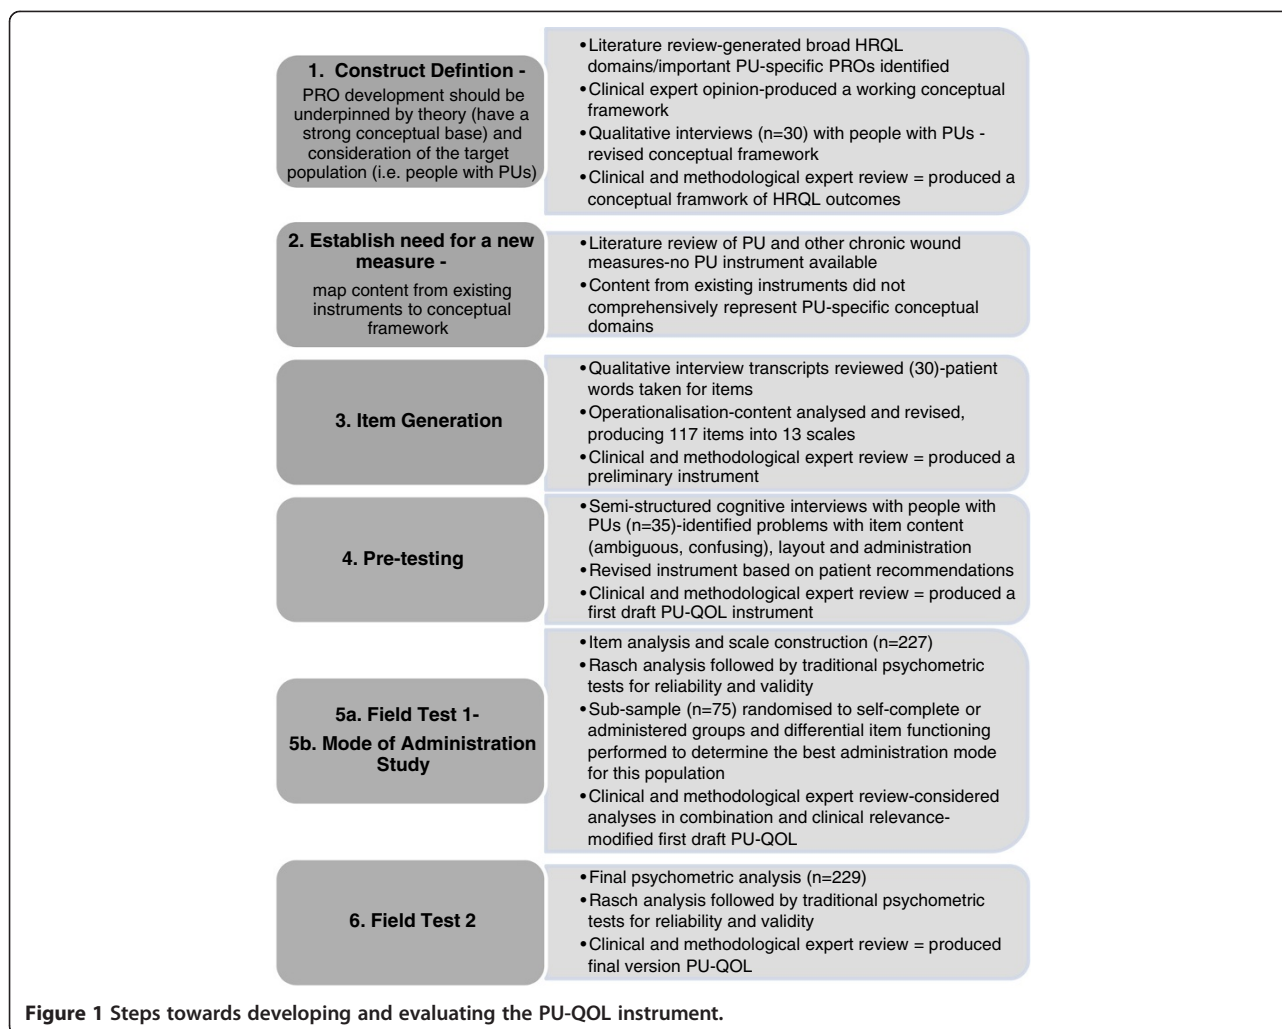 1. Construct Defintion -
PRO development should be
underpinned by theory (have a
strong conceptual base) and
consideration of the target
population (i.e. people with PUs)
•Literature review-generated broad HRQL
domains/important PU-specific PROs identified
•Clinical expert opinion-produced a working conceptual
framework
•Qualitative interviews (n=30) with people with PUs -
revised conceptual framework
•Clinical and methodological expert review = produced a
conceptual framwork of HRQL outcomes
2. Establish need for a new
measure -
map content from existing
instruments to conceptual
framework
•Literature review of PU and other chronic wound
measures-no PU instrument available
•Content from existing instruments did not
comprehensively represent PU-specific conceptual
domains
3. Item Generation
•Qualitative interview transcripts reviewed (30)-patient
words taken for items
•Operationalisation-content analysed and revised,
producing 117 items into 13 scales
•Clinical and methodological expert review = produced a
preliminary instrument
4. Pre-testing
•Semi-structured cognitive interviews with people with
PUs (n=35)-identified problems with item content
(ambiguous, confusing), layout and administration
•Revised instrument based on patient recommendations
•Clinical and methodological expert review = produced a
first draft PU-QOL instrument
5a. Field Test 1-
5b. Mode of Administration
Study
•Item analysis and scale construction (n=227)
•Rasch analysis followed by traditional psychometric
tests for reliability and validity
•Sub-sample (n=75) randomised to self-complete or
administered groups and differential item functioning
performed to determine the best administration mode
for this population
•Clinical and methodological expert review-considered
analyses in combination and clinical relevance-
modified first draft PU-QOL
6. Field Test 2
•Final psychometric analysis (n=229)
•Rasch analysis followed by traditional psychometric
tests for reliability and validity
•Clinical and methodological expert review = produced
final version PU-QOL
Figure 1 Steps towards developing and evaluating the PU-QOL instrument.